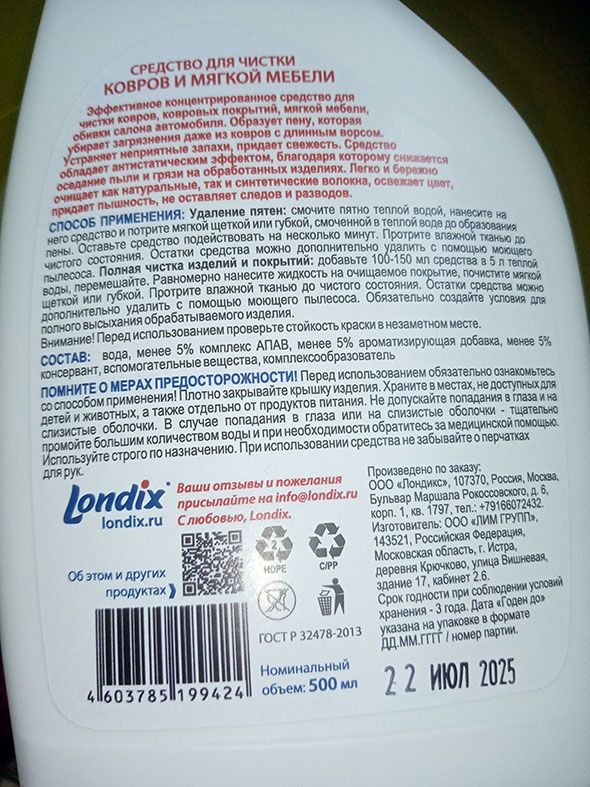 СРЕДСТВО ДЛЯ ЧИСТКИ
КОВРОВ И МЯГКОЙ МЕБЕЛИ
Эффективное концентрированное средство для
чистки ковров, ковровых покрытий, мягкой мебели,
обивки салона автомобиля. Образует пену, которая
убирает загрязнения даже из ковров с длинным ворсом.
Устраняет неприятные запахи, придает свежесть. Средство
обладает антистатическим эффектом, благодаря которому снижается
оседание пыли и грязи на обработанных изделиях. Легко и бережно
очищает как натуральные, так и синтетические волокна, освежает цвет,
придает пышность, не оставляет следов и разводов.
СПОСОБ ПРИМЕНЕНИЯ: Удаление пятен: смочите пятно теплой водой, нанесите на
него средство и потрите мягкой щеткой или губкой, смоченной в теплой воде до образования
пены. Оставьте средство подействовать на несколько минут. Протрите влажной тканью до
чистого состояния. Остатки средства можно дополнительно удалить с помощью моющего
пылесоса. Полная чистка изделий и покрытий: добавьте 100-150 мл средства в 5 л теплой
воды, перемешайте. Равномерно нанесите жидкость на очищаемое покрытие, почистите мягкой
щеткой или губкой. Протрите влажной тканью до чистого состояния. Остатки средства можно
дополнительно удалить с помощью моющего пылесоса. Обязательно создайте условия для
полного высыхания обрабатываемого изделия.
Внимание! Перед использованием проверьте стойкость краски в незаметном месте.
СОСТАВ: вода, менее 5% комплекс АПАВ, менее 5% ароматизирующая добавка, менее 5%
консервант, вспомогательные вещества, комплексообразователь
ПОМНИТЕ О МЕРАХ ПРЕДОСТОРОЖНОСТИ! Перед использованием обязательно ознакомьтесь
со способом применения! Плотно закрывайте крышку изделия. Храните в местах, не доступных для
детей и животных, а также отдельно от продуктов питания. Не допускайте попадания в глаза и на
слизистые оболочки. В случае попадания в глаза или на слизистые оболочки - тщательно
промойте большим количеством воды и при необходимости обратитесь за медицинской помощью.
Используйте строго по назначению. При использовании средства не забывайте о перчатках
для рук.
Londix
londix.ru
Ваши отзывы и пожелания
присылайте на info@londix.ru
С любовью, Londix.
Об этом и других
продуктах
2
HDPE
C/PP
ГОСТ Р 32478-2013
Номинальный
объем: 500 мл
4 603785 199424
Произведено по заказу:
ООО «Лондикс», 107370, Россия, Москва,
Бульвар Маршала Рокоссовского, д. 6,
корп. 1, кв. 1797, тел.: +79166072432.
Изготовитель: ООО «ЛИМ ГРУПП»,
143521, Российская Федерация,
Московская область, г. Истра,
деревня Крючково, улица Вишневая,
здание 17, кабинет 2.6.
Срок годности при соблюдении условий
хранения - 3 года. Дата «Годен до»
указана на упаковке в формате
ДД.ММ.ГГГГ / номер партии.
22 ИЮЛ 2025